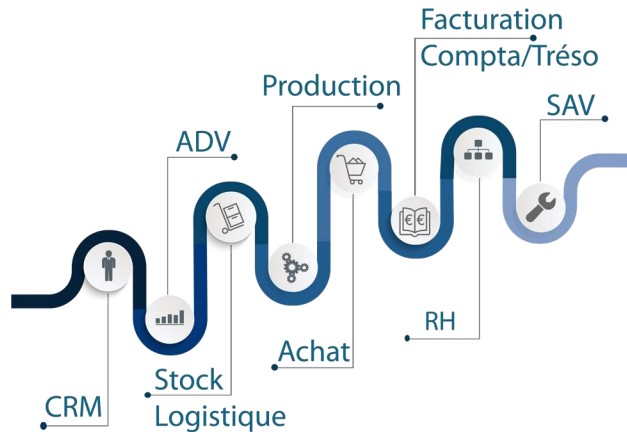 Facturation
Compta/Tréso
Production
SAV
ADV
RH
Achat
Stock
Logistique
CRM